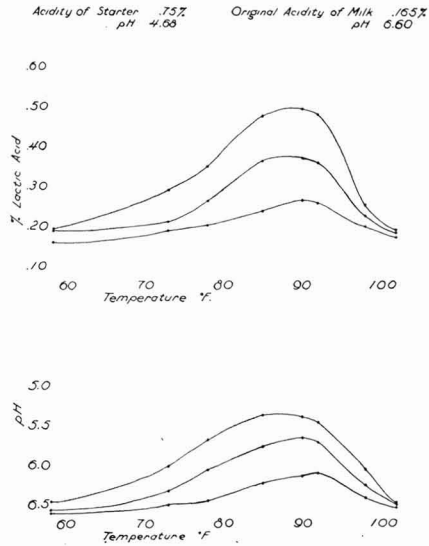 Acidity of Starter .75% Original Acidity of Milk .165%
pH 4.68 pH 6.60
.60
.50
.40
.30
.20
.10
% Lactic Acid
60 70 80 90 100
Temperature °F.
5.0
5.5
6.0
6.5
pH
60 70 80 90 100
Temperature °F